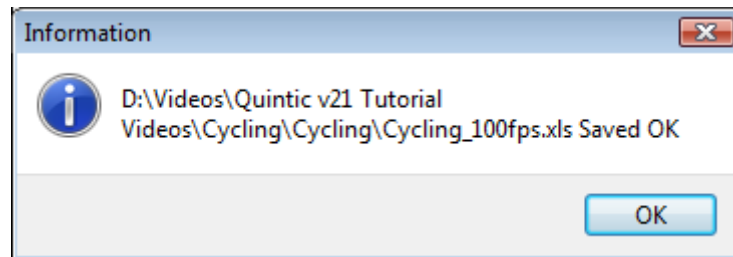 Information
D:\Videos\Quintic v21 Tutorial
Videos\Cycling\Cycling\Cycling_100fps.xls Saved OK
OK